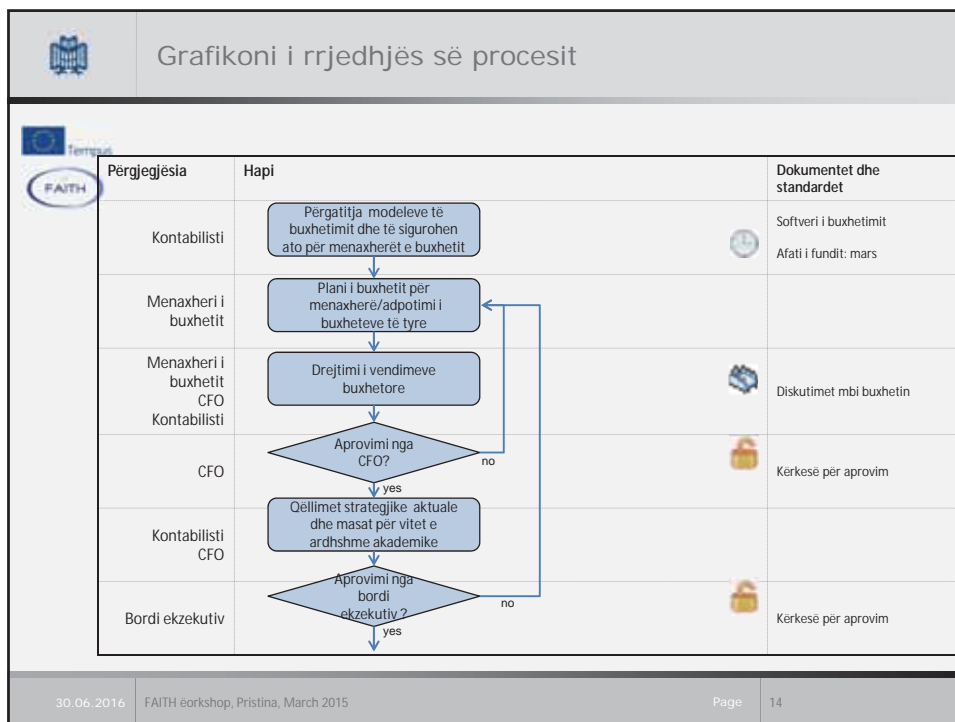 Grafikoni i rrjedhjës së procesit
Tempus
FAITH
Përgjegjësia
Hapi
Dokumentet dhe
standardet
Kontabilisti
Përgatitja modeleve të
buxhetimit dhe të sigurohen
ato për menaxherët e buxhetit
Softveri i buxhetimit
Afati i fundit: mars
Menaxheri i
buxhetit
Plani i buxhetit për
menaxherë/adpotimi i
buxheteve të tyre
Menaxheri i
buxhetit
CFO
Kontabilisti
Drejtimi i vendimeve
buxhetore
Diskutimet mbi buxhetin
CFO
Aprovimi nga
CFO?
no
yes
Kërkesë për aprovim
Kontabilisti
CFO
Qëllimet strategjike aktuale
dhe masat për vitet e
ardhshme akademike
Bordi ekzekutiv
Aprovimi nga
bordi
ekzekutiv ?
no
yes
Kërkesë për aprovim
30.06.2016
FAITH ëorkshop, Pristina, March 2015
Page
14